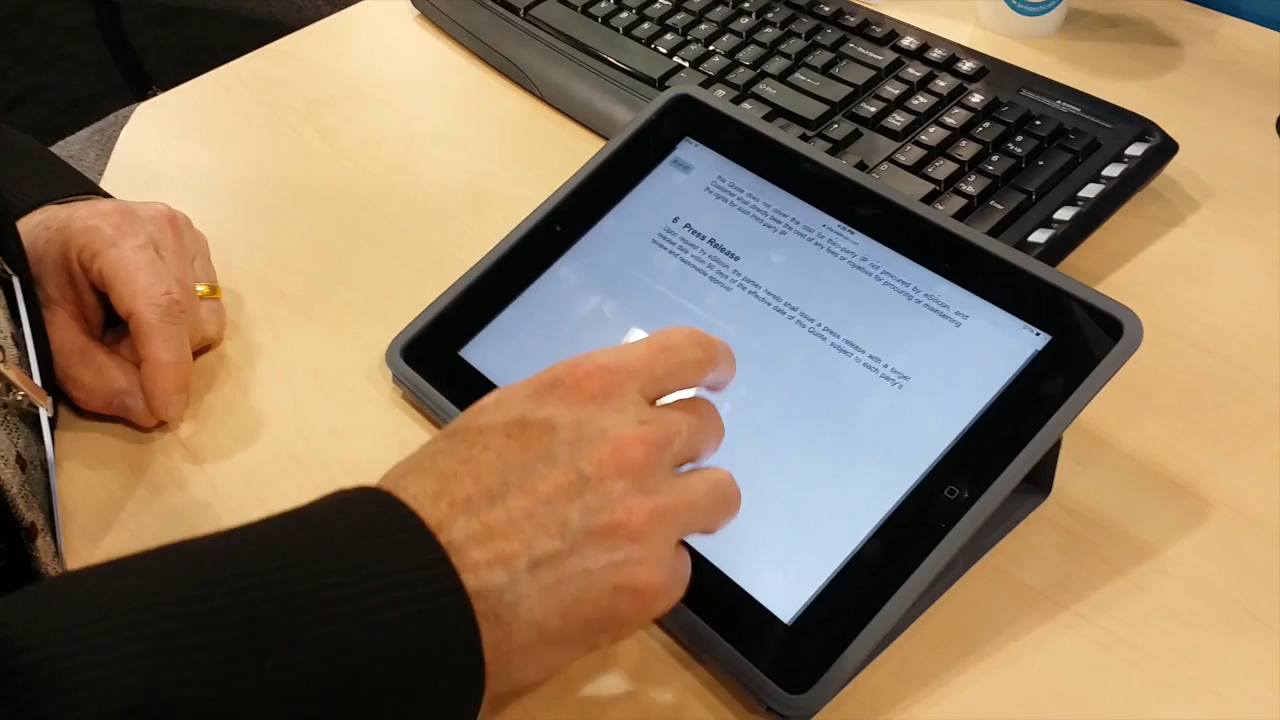 this Quote does not cover the cost for third-party IP not procured by eSilicon, and
Customer shall directly bear the cost of any fees or royalties for procuring or maintaining
the rights for such third-party IP
6 Press Release
Upon request by eSilicon, the parties hereto shall issue a press release with a target
release date within 90 days of the effective date of this Quote, subject to each party's
review and reasonable approval